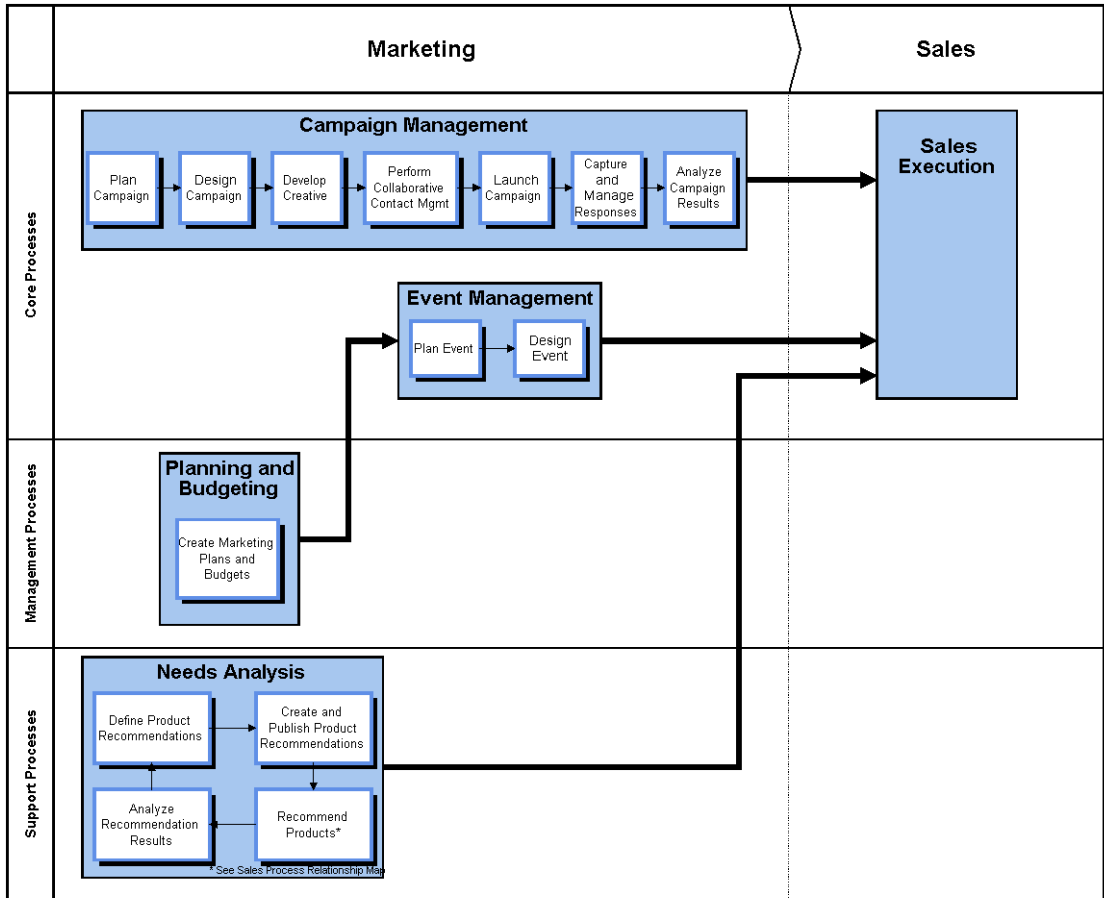 Marketing
Sales
Core Processes
Campaign Management
Plan
Campaign
Design
Campaign
Develop
Creative
Perform
Collaborative
Contact Mgmt
Launch
Campaign
Capture
and
Manage
Responses
Analyze
Campaign
Results
Sales
Execution
Event Management
Plan Event
Design
Event
Management Processes
Planning and
Budgeting
Create Marketing
Plans and
Budgets
Support Processes
Needs Analysis
Define Product
Recommendations
Create and
Publish Product
Recommendations
Analyze
Recommendation
Results
Recommend
Products*
* See Sales Process Relationship Map